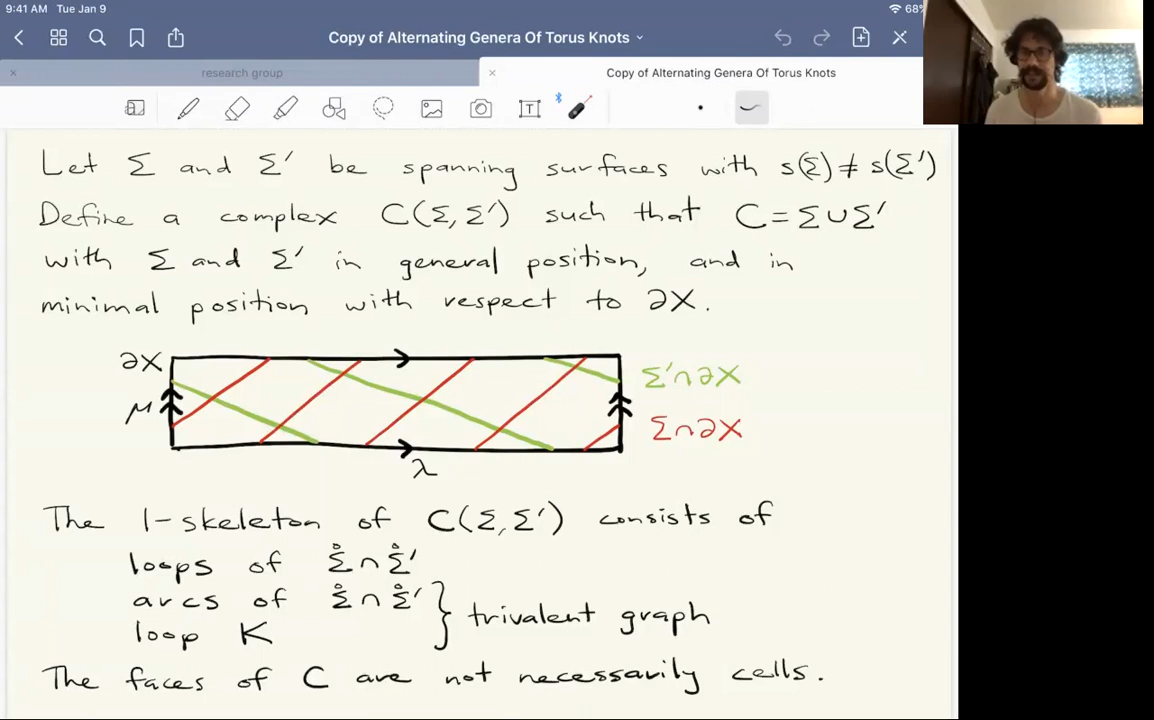 9:41 AM Tue Jan 9
68%
Copy of Alternating Genera Of Torus Knots
research group
Copy of Alternating Genera Of Torus Knots
Let Σ and Σ' be spanning surfaces with s(Σ) ≠ s(Σ')
Define a complex C(Σ, Σ') such that C = Σ ∪ Σ'
with Σ and Σ' in general position, and in
minimal position with respect to ∂X.
∂X
Σ'∩∂X
μ
Σ∩∂X
λ
The 1-skeleton of C(Σ, Σ') consists of
loops of Σ̊ ∩ Σ̊'
arcs of Σ̊ ∩ Σ̊' } trivalent graph
loop K
The faces of C are not necessarily cells.